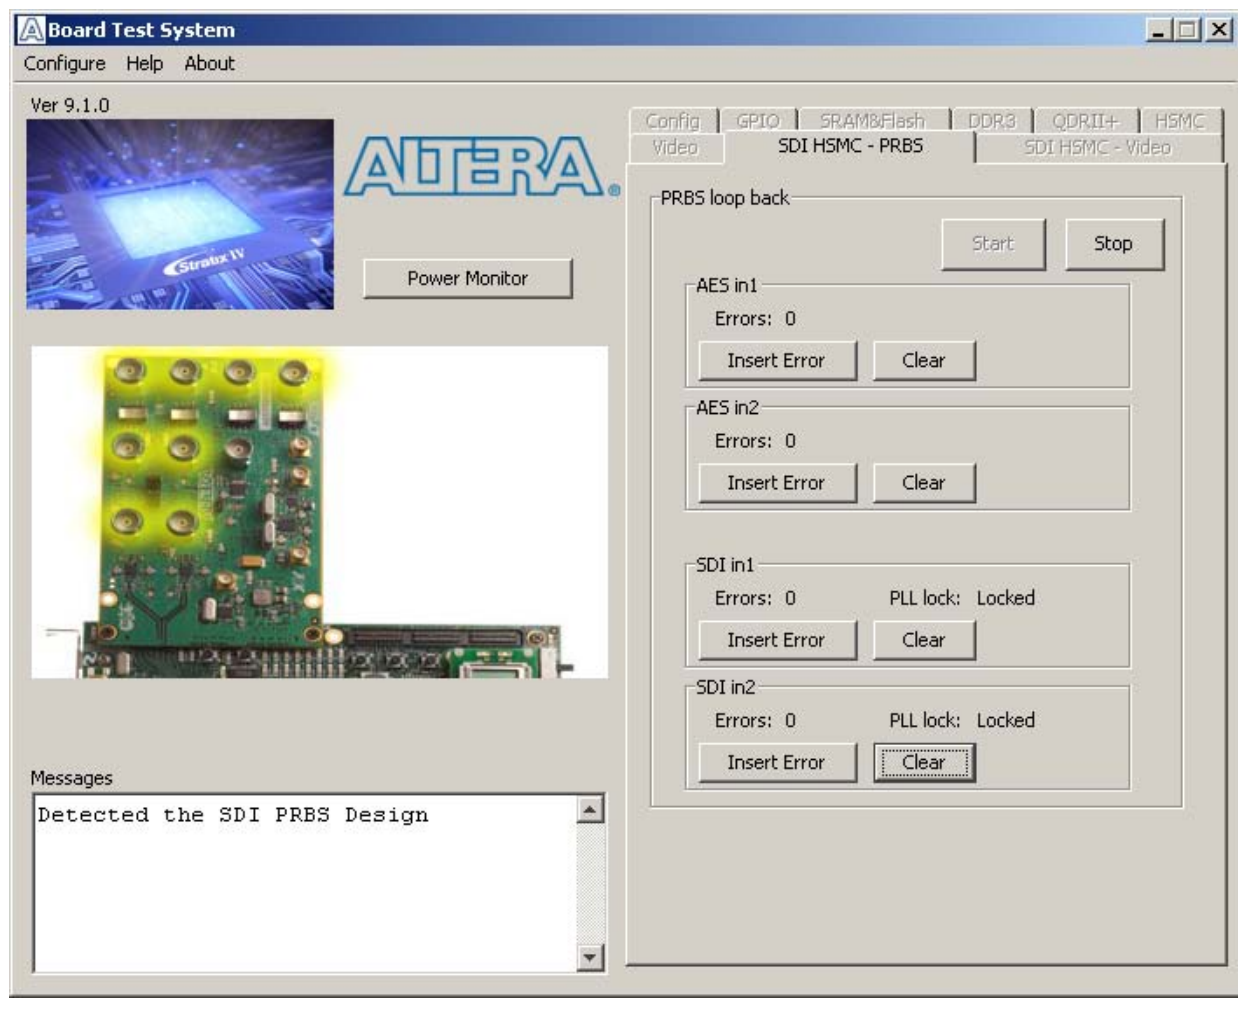 Board Test System
Configure Help About
Ver 9.1.0
Stratix IV
ALTERA®
Power Monitor
Config GPIO SRAM&Flash DDR3 QDRII+ HSMC
Video SDI HSMC - PRBS SDI HSMC - Video
PRBS loop back
Start Stop
AES in1
Errors: 0
Insert Error Clear
AES in2
Errors: 0
Insert Error Clear
SDI in1
Errors: 0 PLL lock: Locked
Insert Error Clear
SDI in2
Errors: 0 PLL lock: Locked
Insert Error Clear
Messages
Detected the SDI PRBS Design